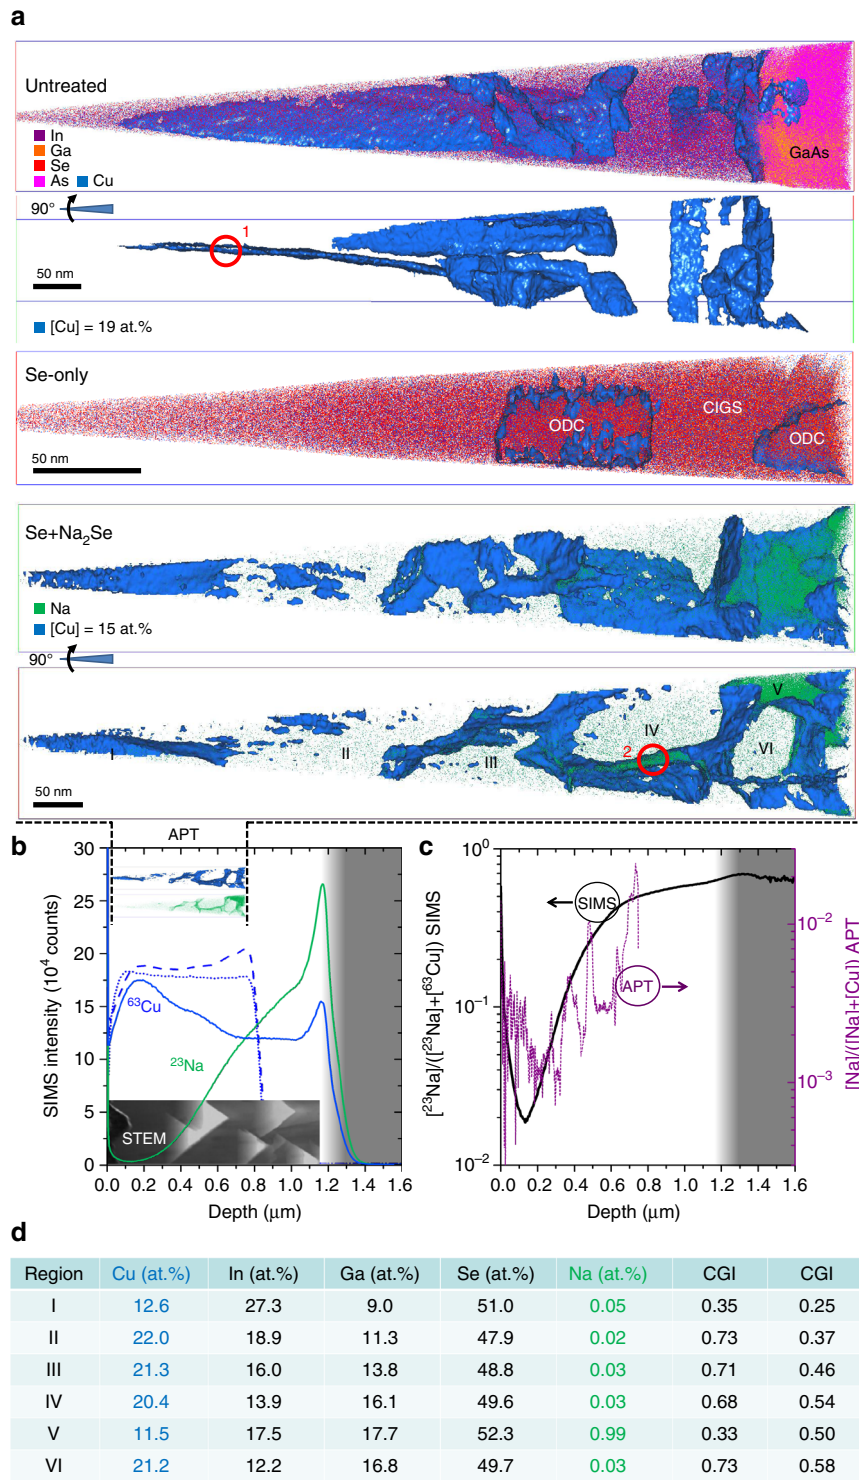 a
Untreated
In
Ga
Se
As Cu
GaAs
90°
1
50 nm
[Cu] = 19 at.%
Se-only
ODC
CIGS
ODC
50 nm
Se+Na₂Se
Na
[Cu] = 15 at.%
90°
I
II
III
IV
V
VI
2
50 nm
b
APT
30
25
20
15
10
5
0
SIMS intensity (10⁴ counts)
⁶³Cu
²³Na
STEM
0.0 0.2 0.4 0.6 0.8 1.0 1.2 1.4 1.6
Depth (μm)
c
10⁰
10⁻¹
10⁻²
[²³Na]/([²³Na]+[⁶³Cu]) SIMS
SIMS
APT
10⁻²
10⁻³
[Na]/([Na]+[Cu]) APT
0.0 0.2 0.4 0.6 0.8 1.0 1.2 1.4 1.6
Depth (μm)
d
Region Cu (at.%) In (at.%) Ga (at.%) Se (at.%) Na (at.%) CGI CGI
I 12.6 27.3 9.0 51.0 0.05 0.35 0.25
II 22.0 18.9 11.3 47.9 0.02 0.73 0.37
III 21.3 16.0 13.8 48.8 0.03 0.71 0.46
IV 20.4 13.9 16.1 49.6 0.03 0.68 0.54
V 11.5 17.5 17.7 52.3 0.99 0.33 0.50
VI 21.2 12.2 16.8 49.7 0.03 0.73 0.58